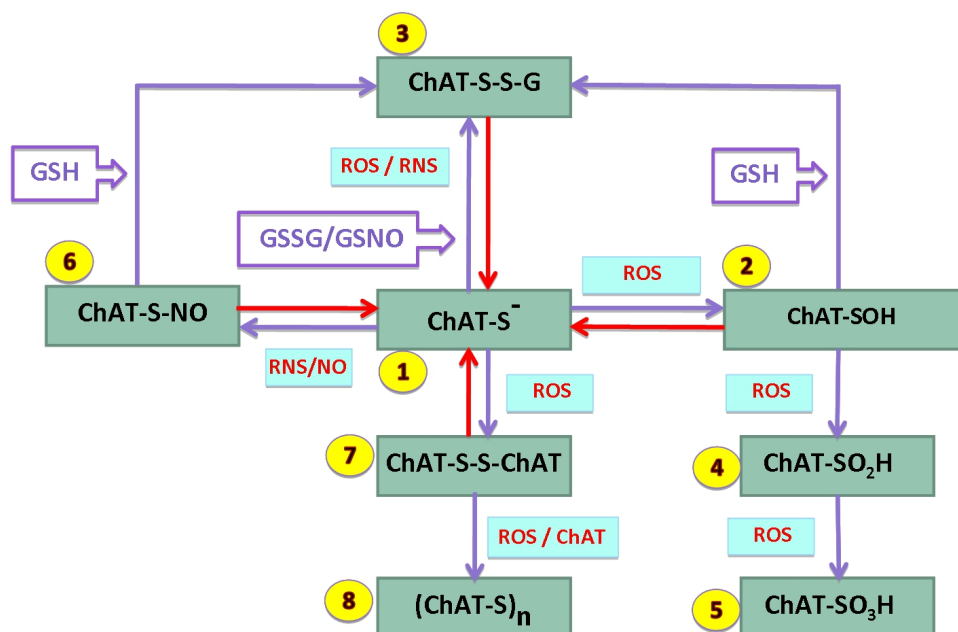 3
ChAT-S-S-G
GSH
ROS / RNS
GSH
GSSG/GSNO
6
ROS
2
ChAT-S-NO
ChAT-S⁻
ChAT-SOH
RNS/NO
1
ROS
ROS
7
ChAT-S-S-ChAT
4
ChAT-SO₂H
ROS / ChAT
ROS
8
(ChAT-S)ₙ
5
ChAT-SO₃H